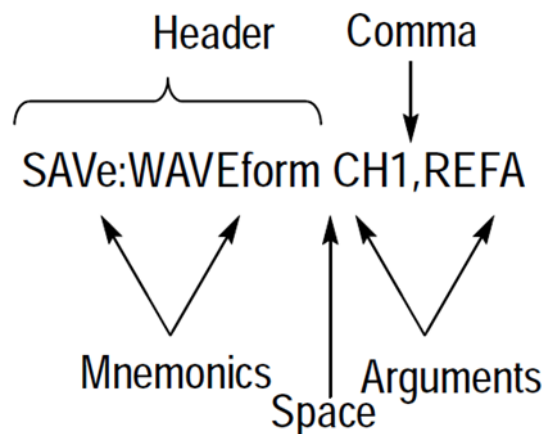 Header Comma
SAVe:WAVEform CH1,REFA
Mnemonics Arguments
Space